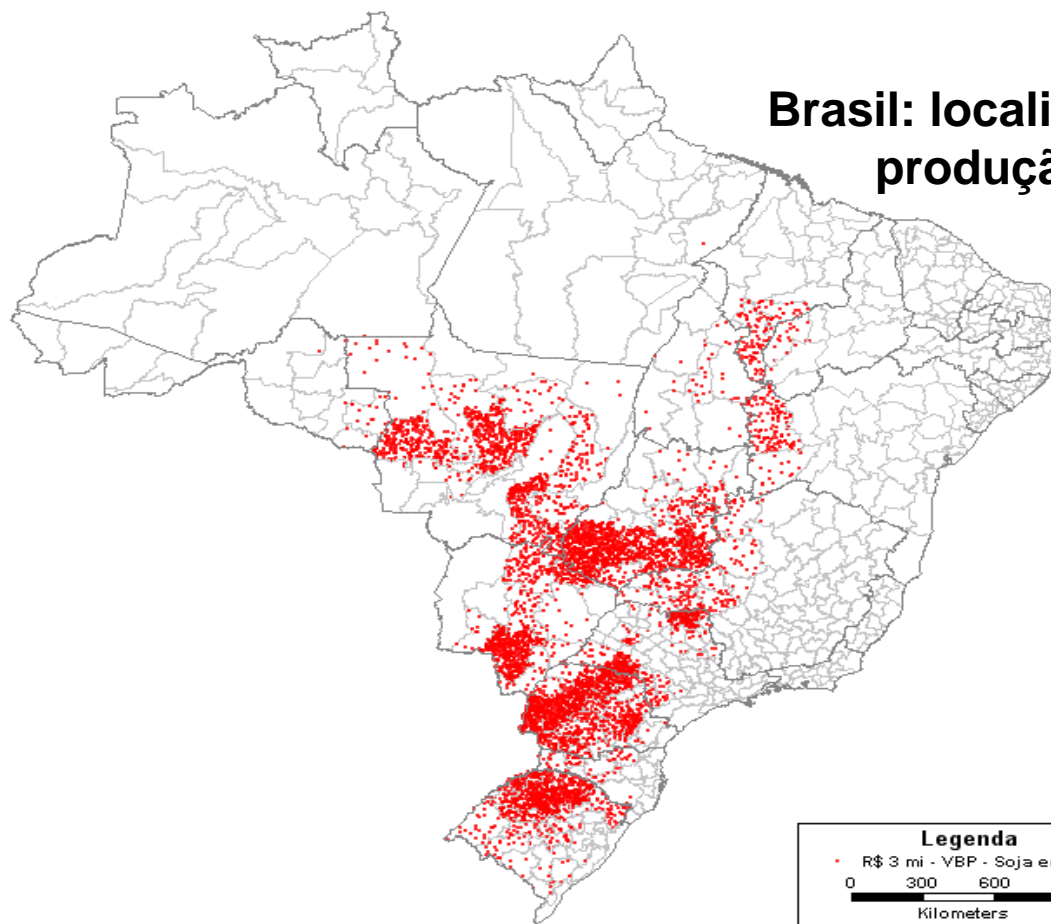 Brasil: locali
produçã
Legenda
R$ 3 mi - VBP - Soja e
0 300 600
Kilometers